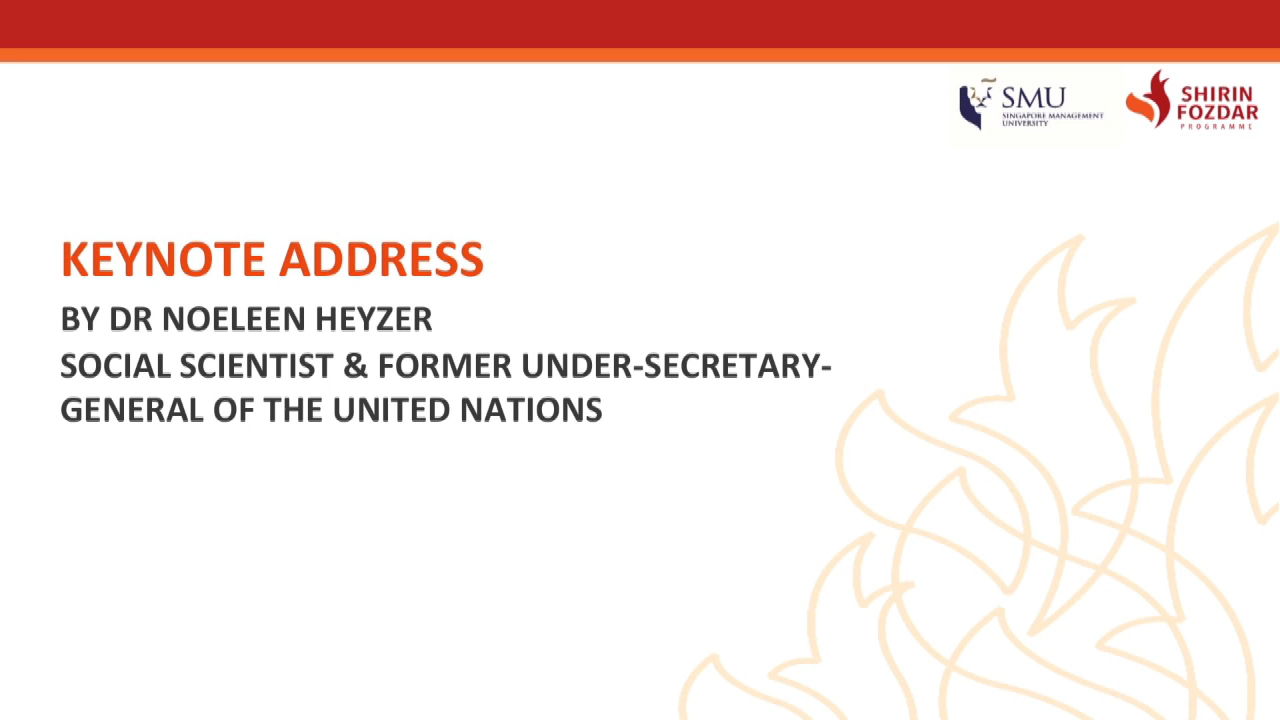 SMU
SINGAPORE MANAGEMENT
UNIVERSITY
SHIRIN
FOZDAR
PROGRAMME
KEYNOTE ADDRESS
BY DR NOELEEN HEYZER
SOCIAL SCIENTIST & FORMER UNDER-SECRETARY-
GENERAL OF THE UNITED NATIONS